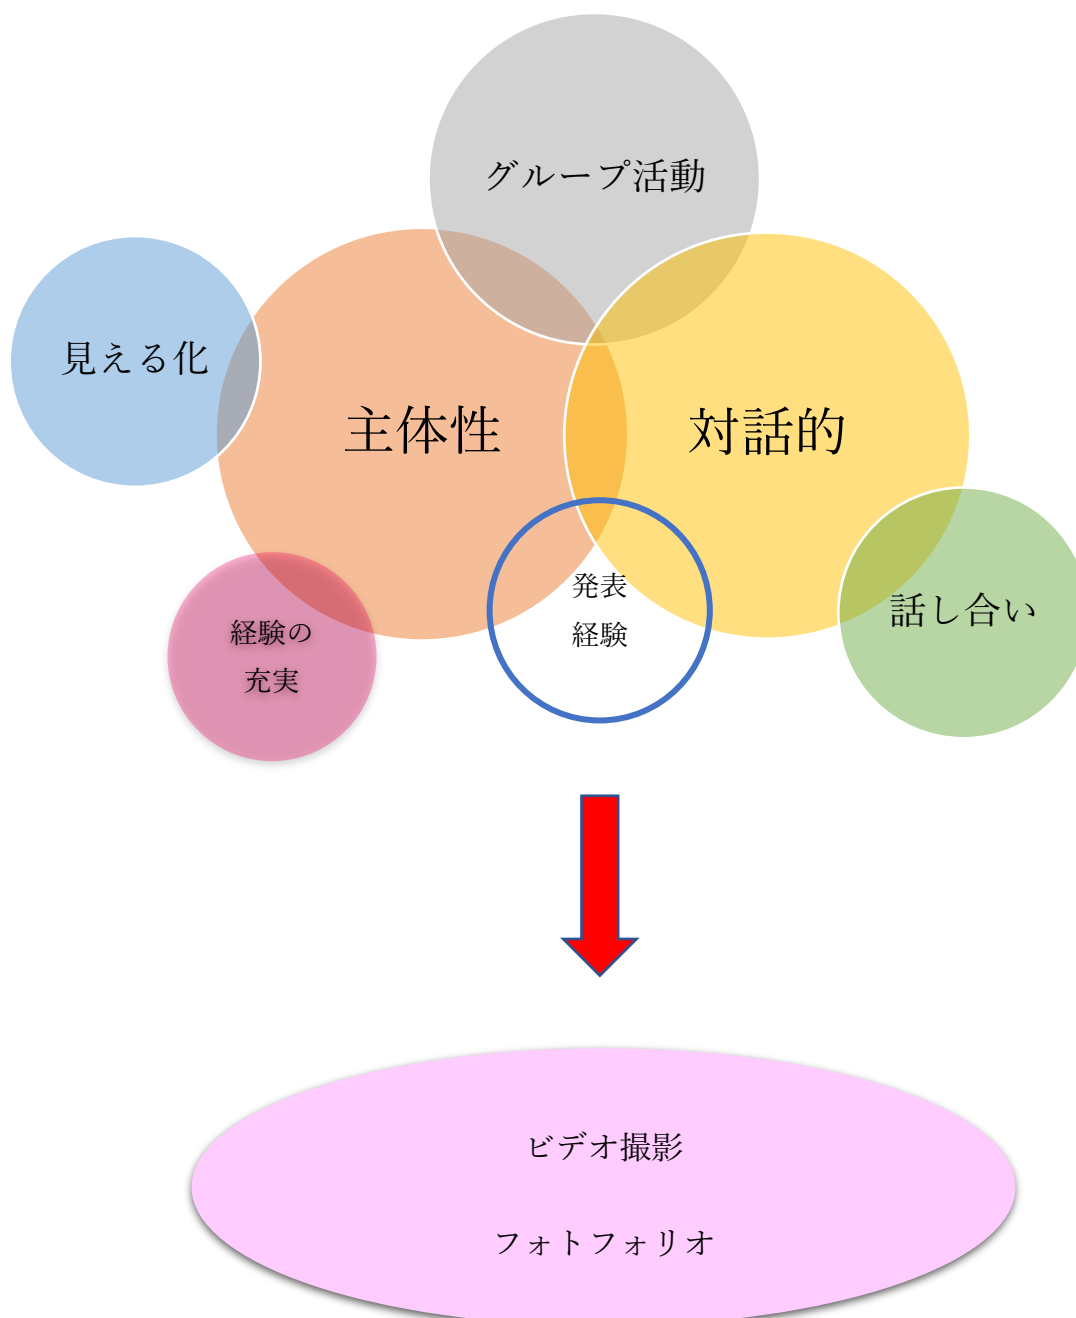 グループ活動
見える化
主体性
対話的
発表
経験
話し合い
経験の
充実
ビデオ撮影
フォトフォリオ